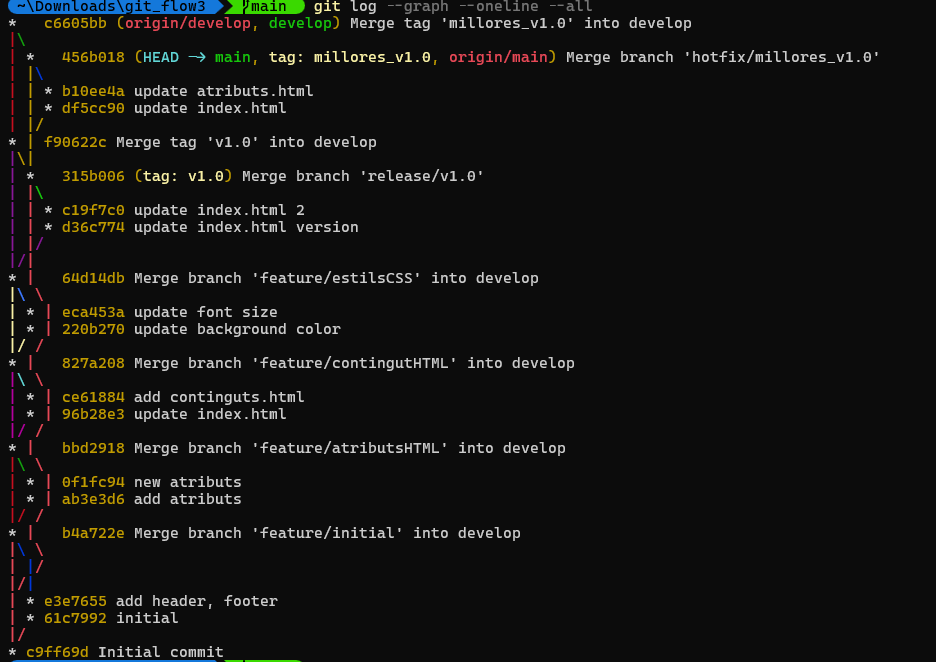 ~\Downloads\git_flow3 main git log --graph --oneline --all
*   c6605bb (origin/develop, develop) Merge tag 'millores_v1.0' into develop
|\
| *   456b018 (HEAD -> main, tag: millores_v1.0, origin/main) Merge branch 'hotfix/millores_v1.0'
| |\
| | * b10ee4a update atributs.html
| | * df5cc90 update index.html
| |/
* | f90622c Merge tag 'v1.0' into develop
|\|
| *   315b006 (tag: v1.0) Merge branch 'release/v1.0'
| |\
| | * c19f7c0 update index.html 2
| | * d36c774 update index.html version
| |/
|/|
* |   64d14db Merge branch 'feature/estilsCSS' into develop
|\ \
| * | eca453a update font size
| * | 220b270 update background color
|/ /
* |   827a208 Merge branch 'feature/contingutHTML' into develop
|\ \
| * | ce61884 add continguts.html
| * | 96b28e3 update index.html
|/ /
* |   bbd2918 Merge branch 'feature/atributsHTML' into develop
|\ \
| * | 0f1fc94 new atributs
| * | ab3e3d6 add atributs
|/ /
* |   b4a722e Merge branch 'feature/initial' into develop
|\ \
| |/
|/|
| * e3e7655 add header, footer
| * 61c7992 initial
|/
* c9ff69d Initial commit